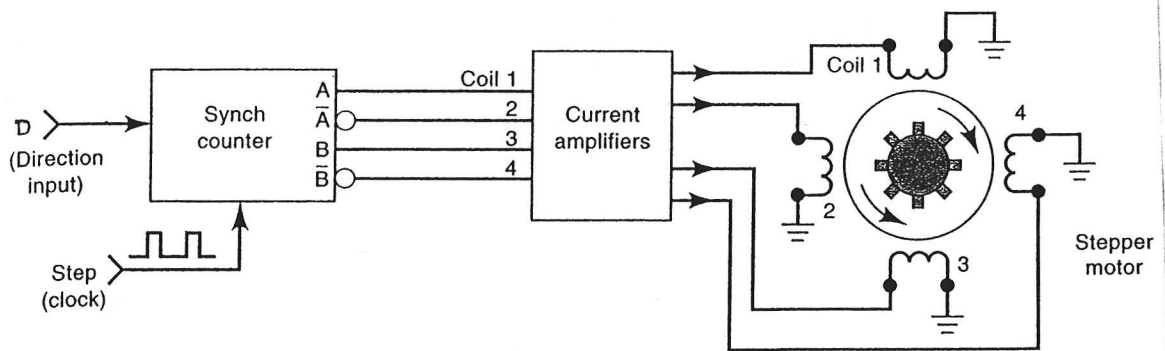 D
(Direction
input)
Step
(clock)
Synch
counter
A
A̅
B
B̅
Coil 1
2
3
4
Current
amplifiers
Coil 1
2
3
4
Stepper
motor